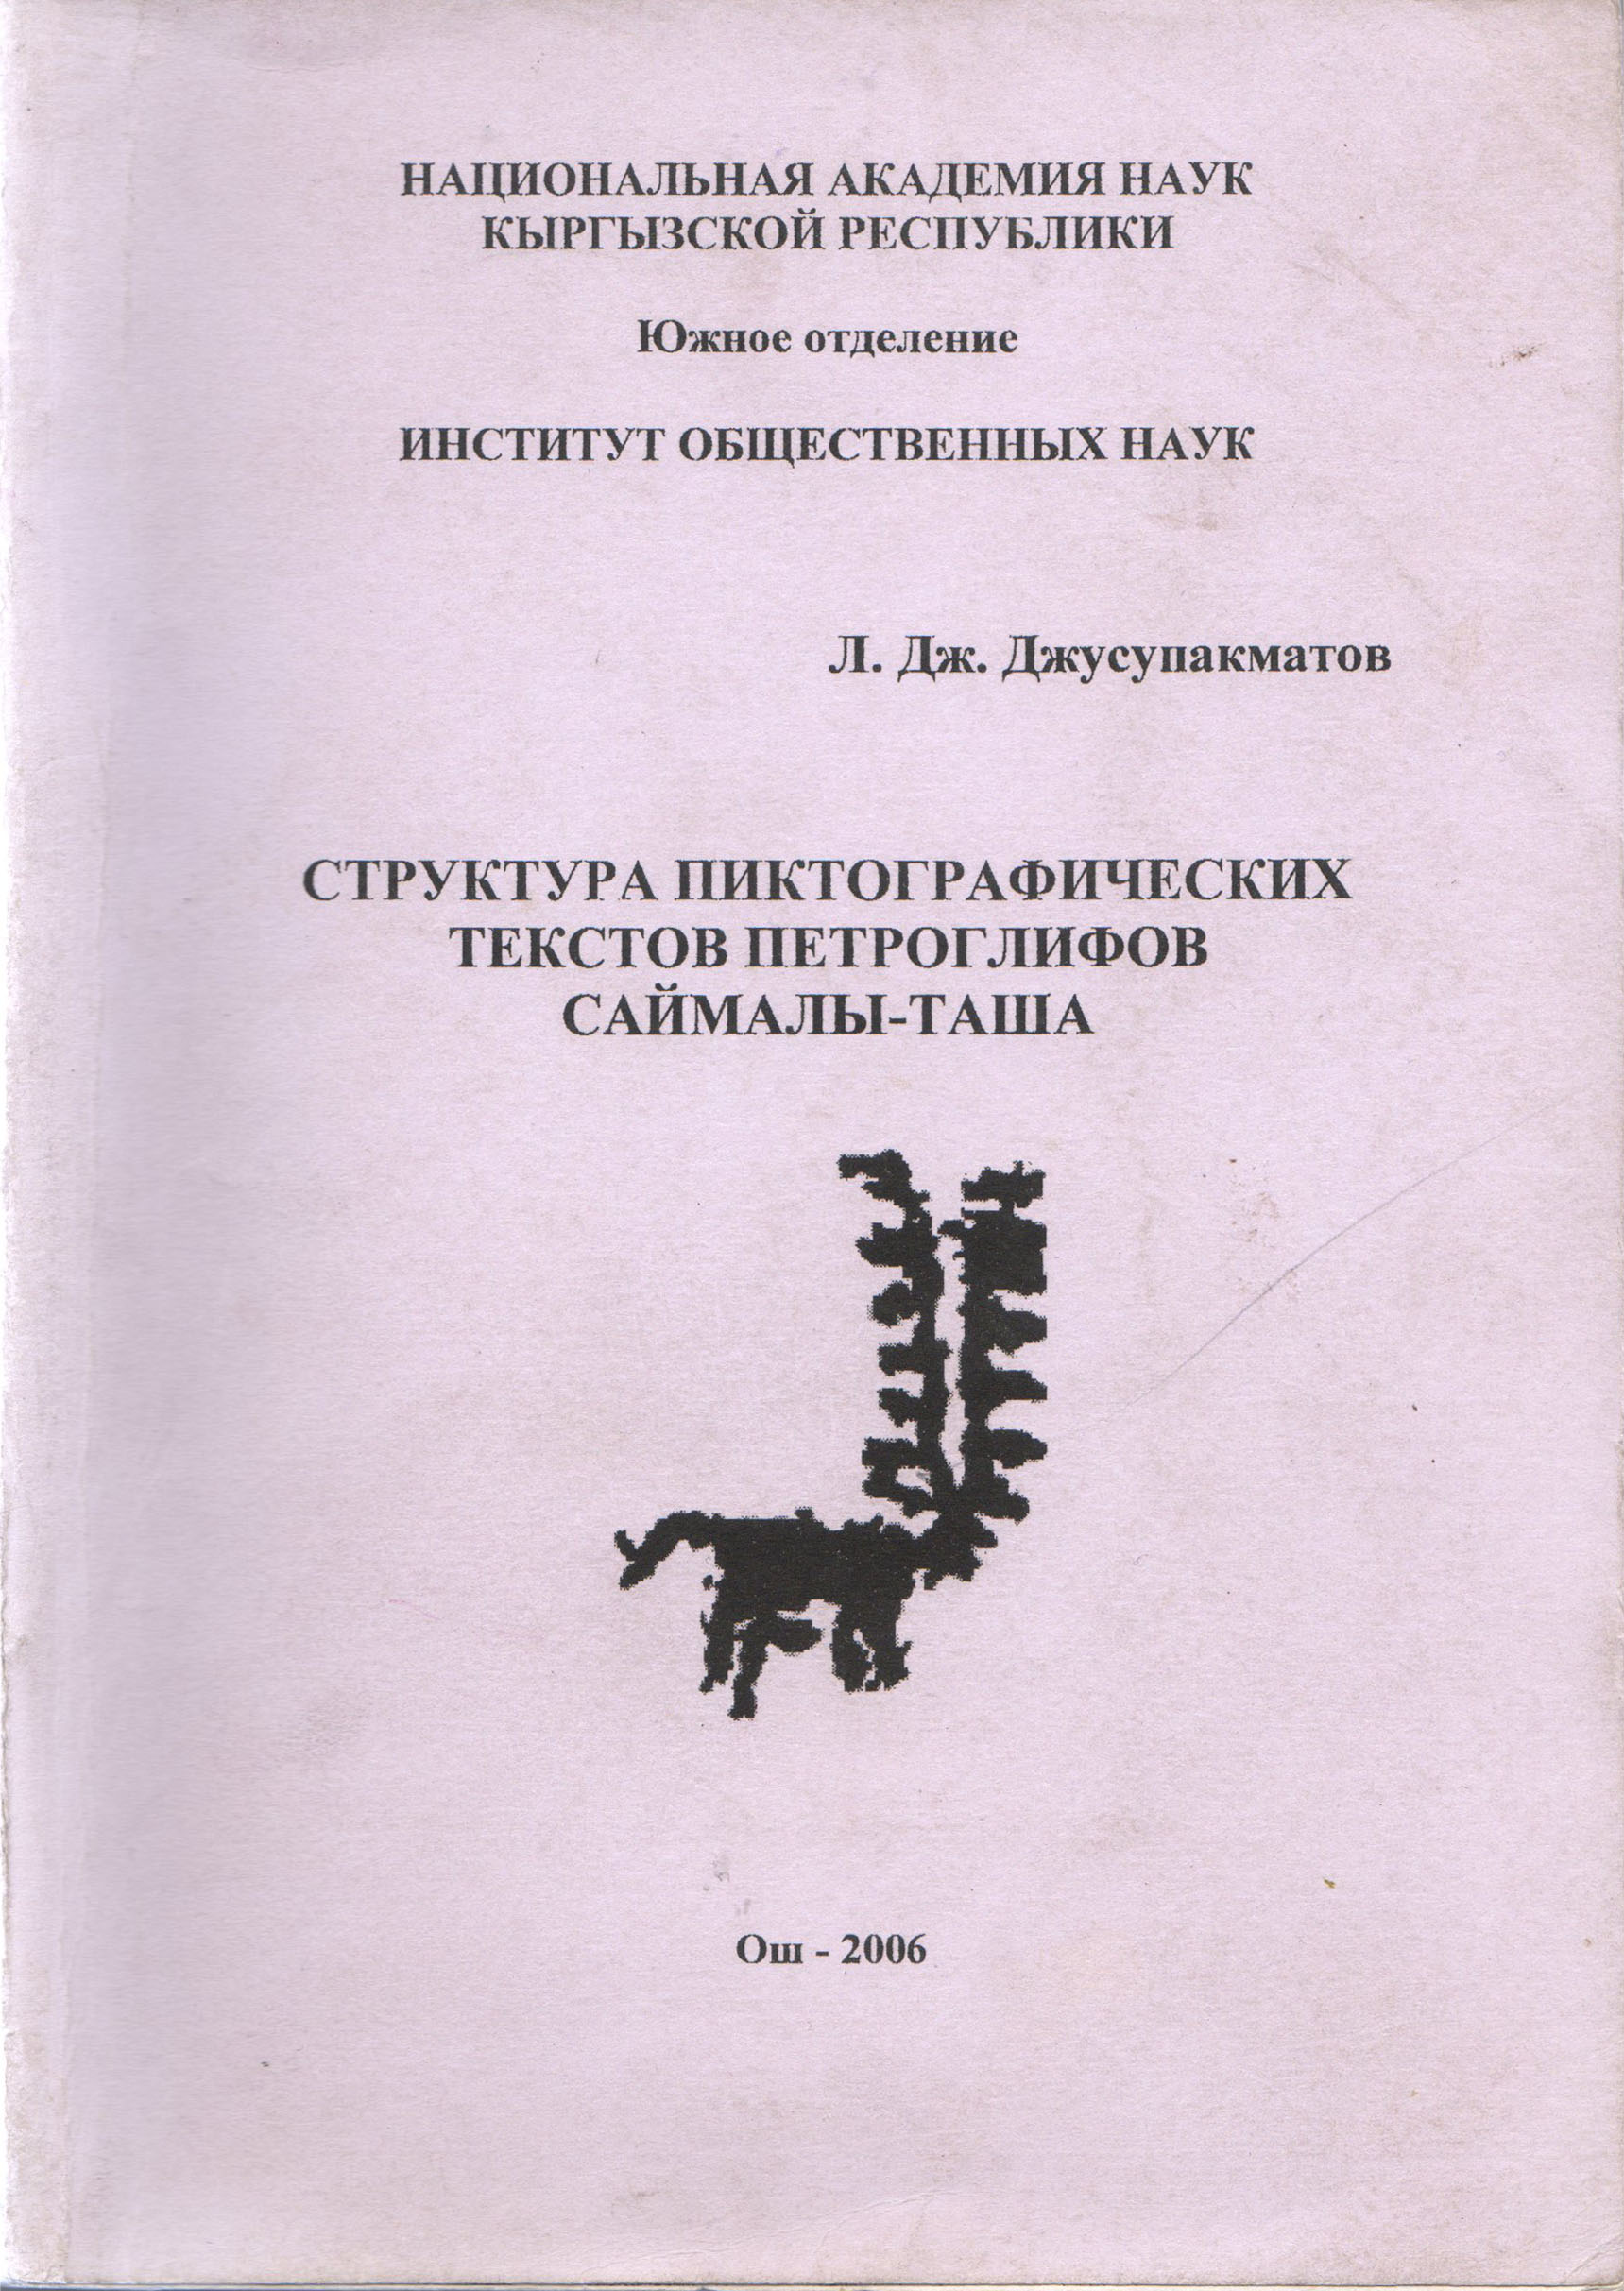 НАЦИОНАЛЬНАЯ АКАДЕМИЯ НАУК
КЫРГЫЗСКОЙ РЕСПУБЛИКИ
Южное отделение
ИНСТИТУТ ОБЩЕСТВЕННЫХ НАУК
Л. Дж. Джусупакматов
СТРУКТУРА ПИКТОГРАФИЧЕСКИХ
ТЕКСТОВ ПЕТРОГЛИФОВ
САЙМАЛЫ-ТАША
Ош - 2006